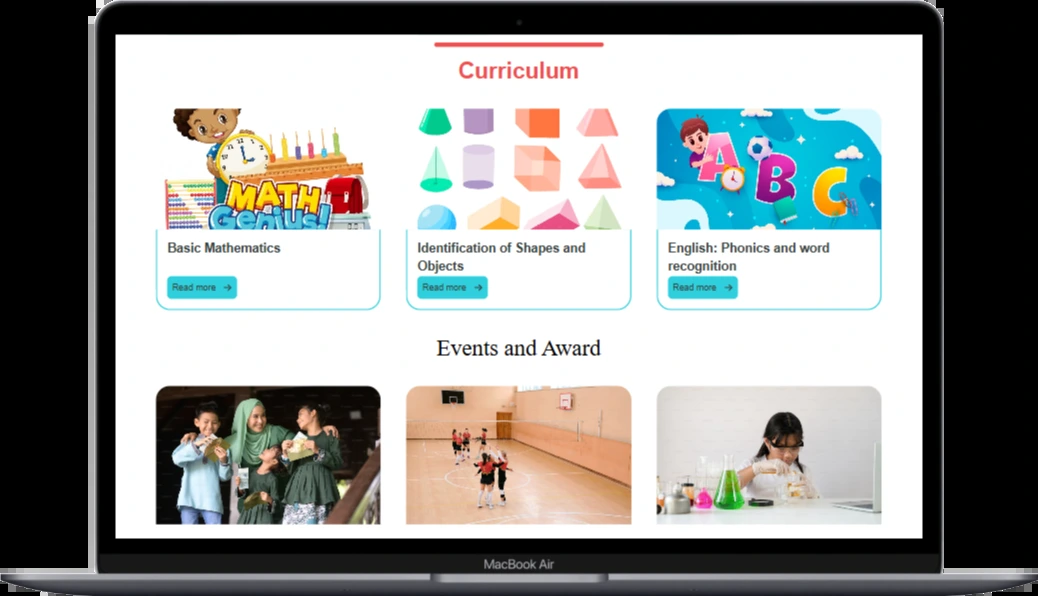 Curriculum
MATH
Genius!
A
B
C
Basic Mathematics
Identification of Shapes and
Objects
English: Phonics and word
recognition
Read more →
Read more →
Read more →
Events and Award
MacBook Air